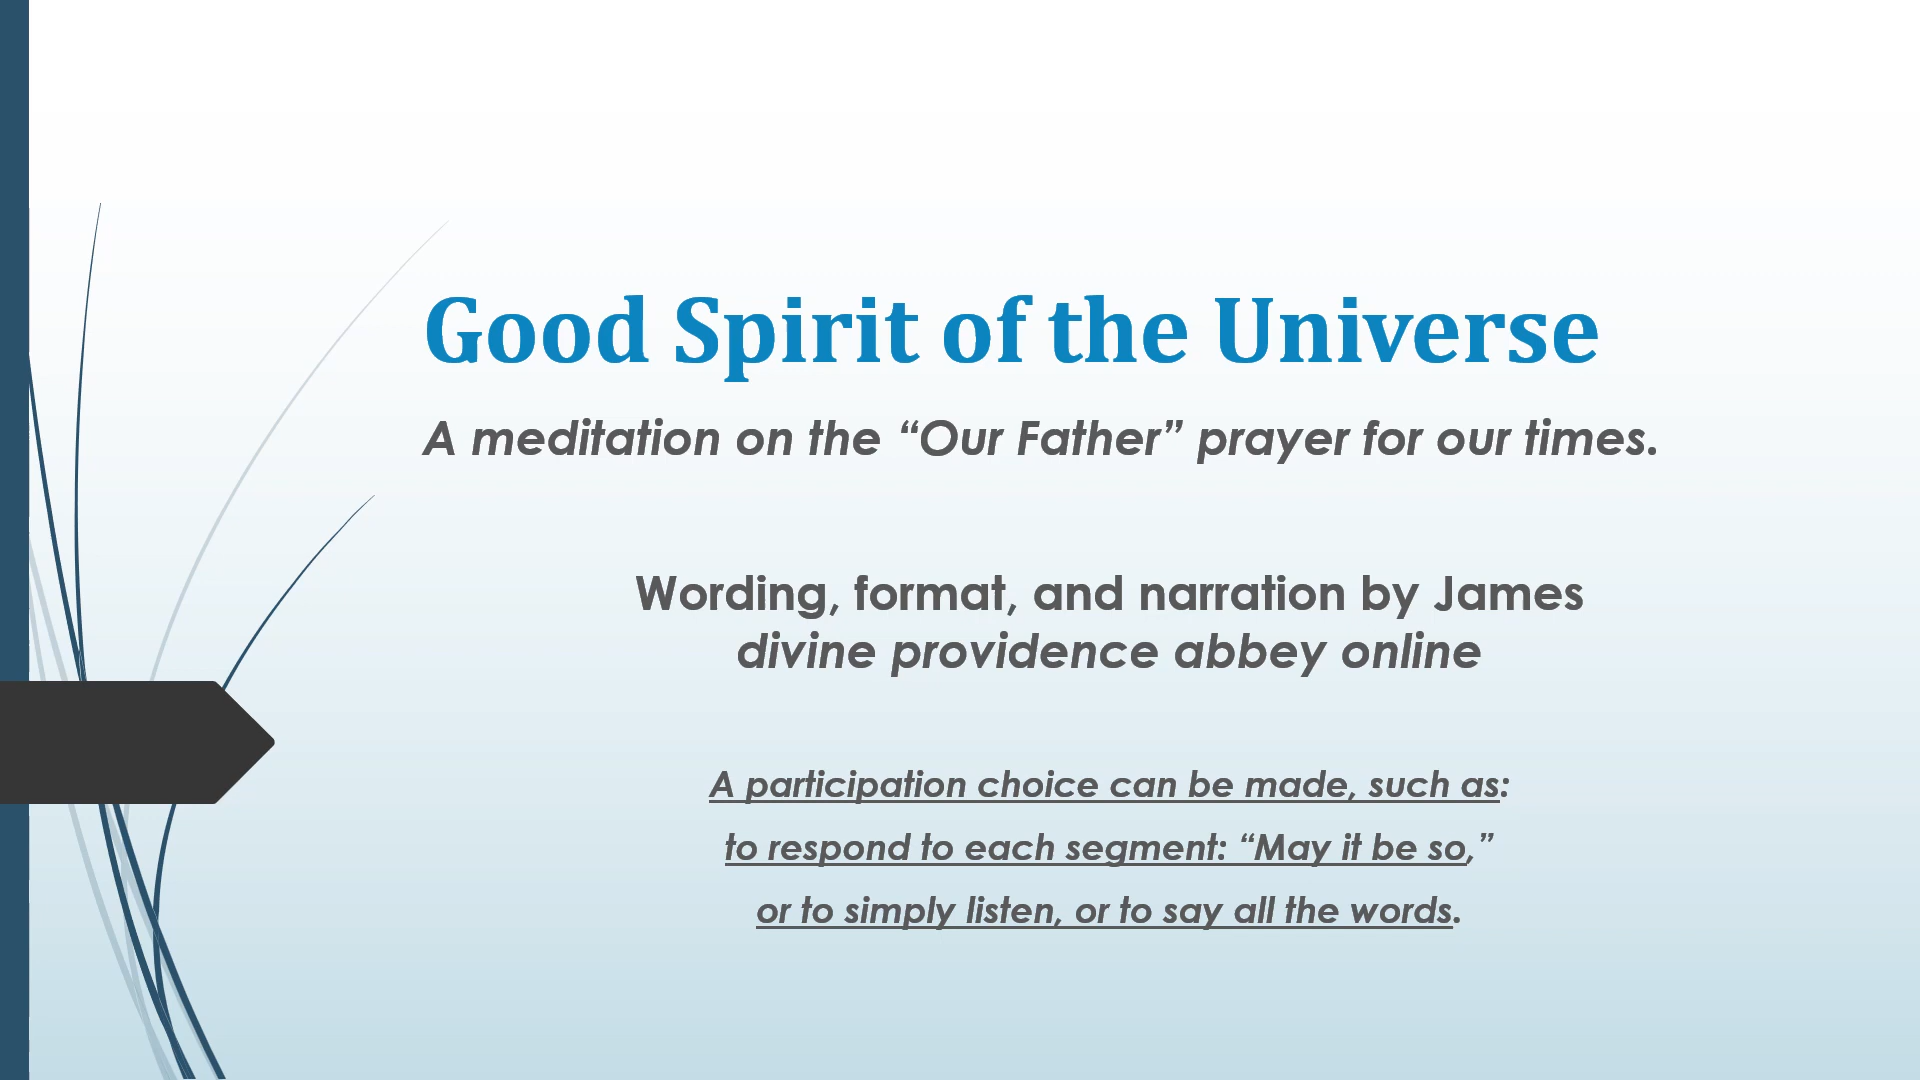 Good Spirit of the Universe
A meditation on the “Our Father” prayer for our times.
Wording, format, and narration by James
divine providence abbey online
A participation choice can be made, such as:
to respond to each segment: “May it be so,”
or to simply listen, or to say all the words.